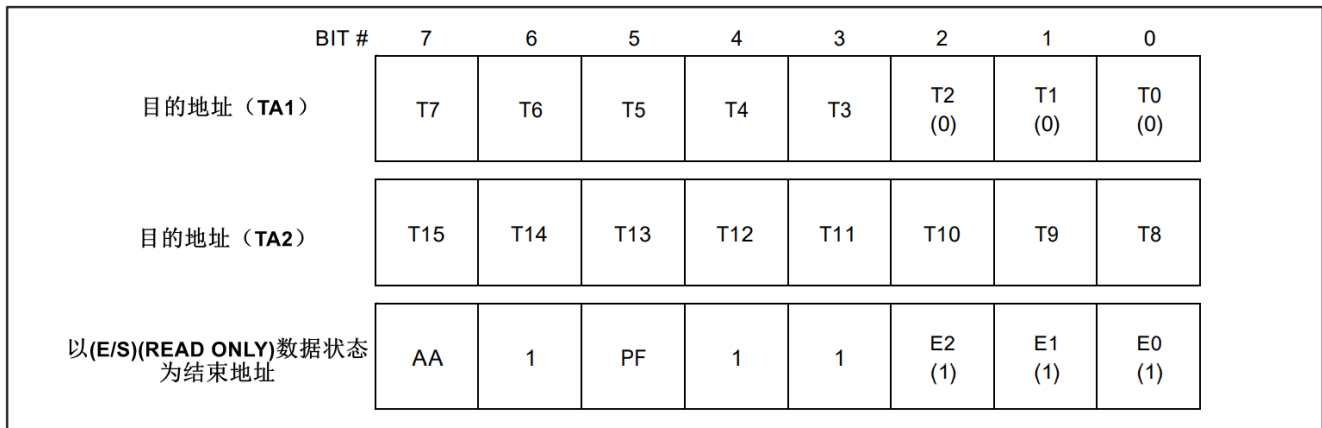 BIT # 7 6 5 4 3 2 1 0
目的地址（TA1） T7 T6 T5 T4 T3 T2 T1 T0
(0) (0) (0)
目的地址（TA2） T15 T14 T13 T12 T11 T10 T9 T8
以(E/S)(READ ONLY)数据状态
为结束地址
AA 1 PF 1 1 E2 E1 E0
(1) (1) (1)